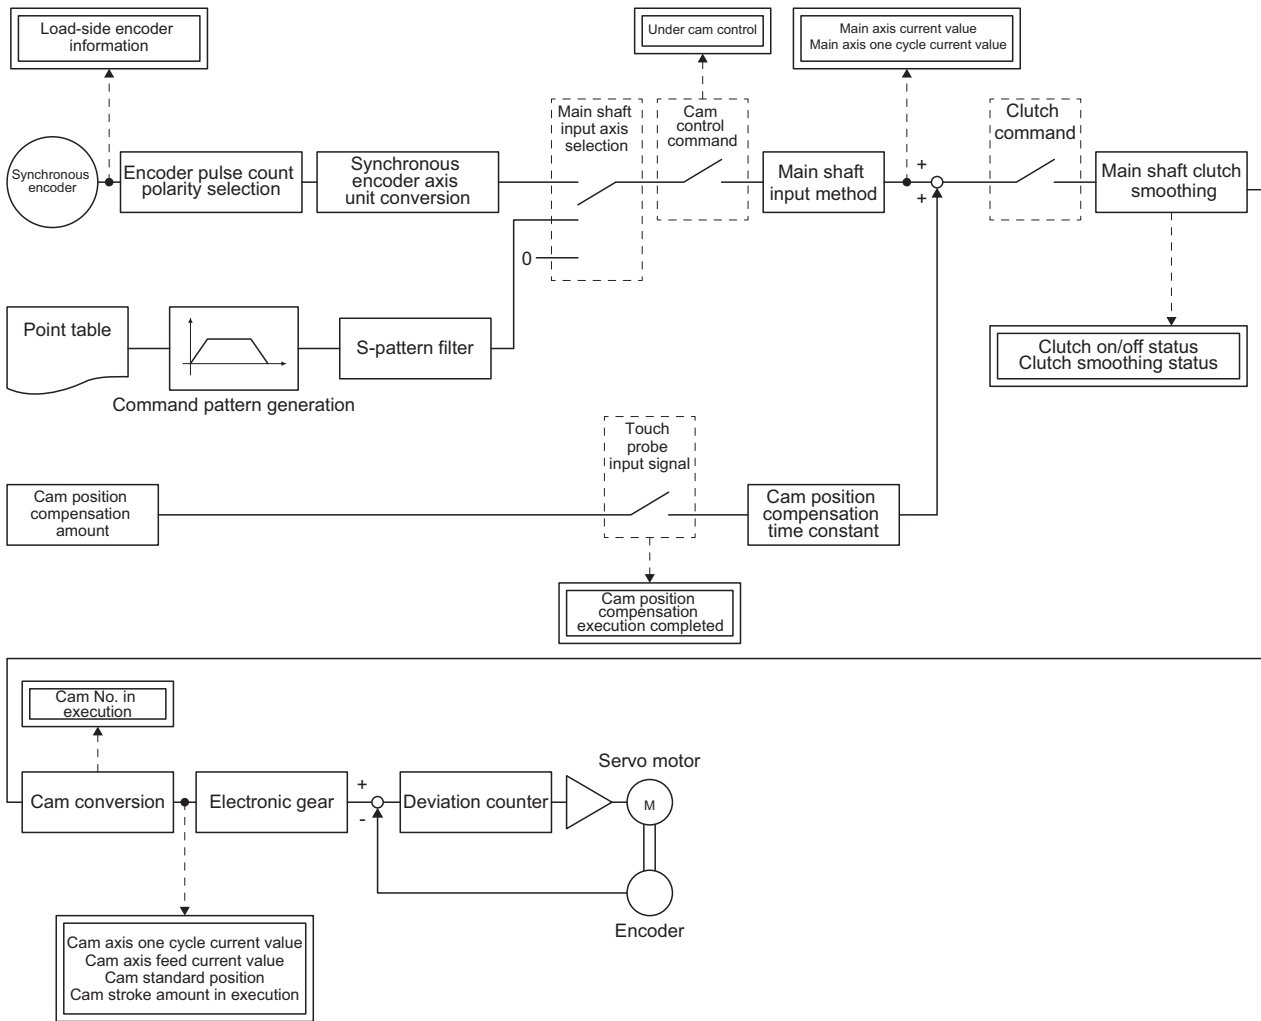 Load-side encoder
information
Under cam control
Main axis current value
Main axis one cycle current value
Main shaft
input axis
selection
Cam
control
command
Clutch
command
Synchronous
encoder
Encoder pulse count
polarity selection
Synchronous
encoder axis
unit conversion
Main shaft
input method
+
+
Main shaft clutch
smoothing
0
Point table
S-pattern filter
Command pattern generation
Clutch on/off status
Clutch smoothing status
Touch
probe
input signal
Cam position
compensation
amount
Cam position
compensation
time constant
Cam position
compensation
execution completed
Cam No. in
execution
Servo motor
Cam conversion
Electronic gear
+
-
Deviation counter
M
Encoder
Cam axis one cycle current value
Cam axis feed current value
Cam standard position
Cam stroke amount in execution